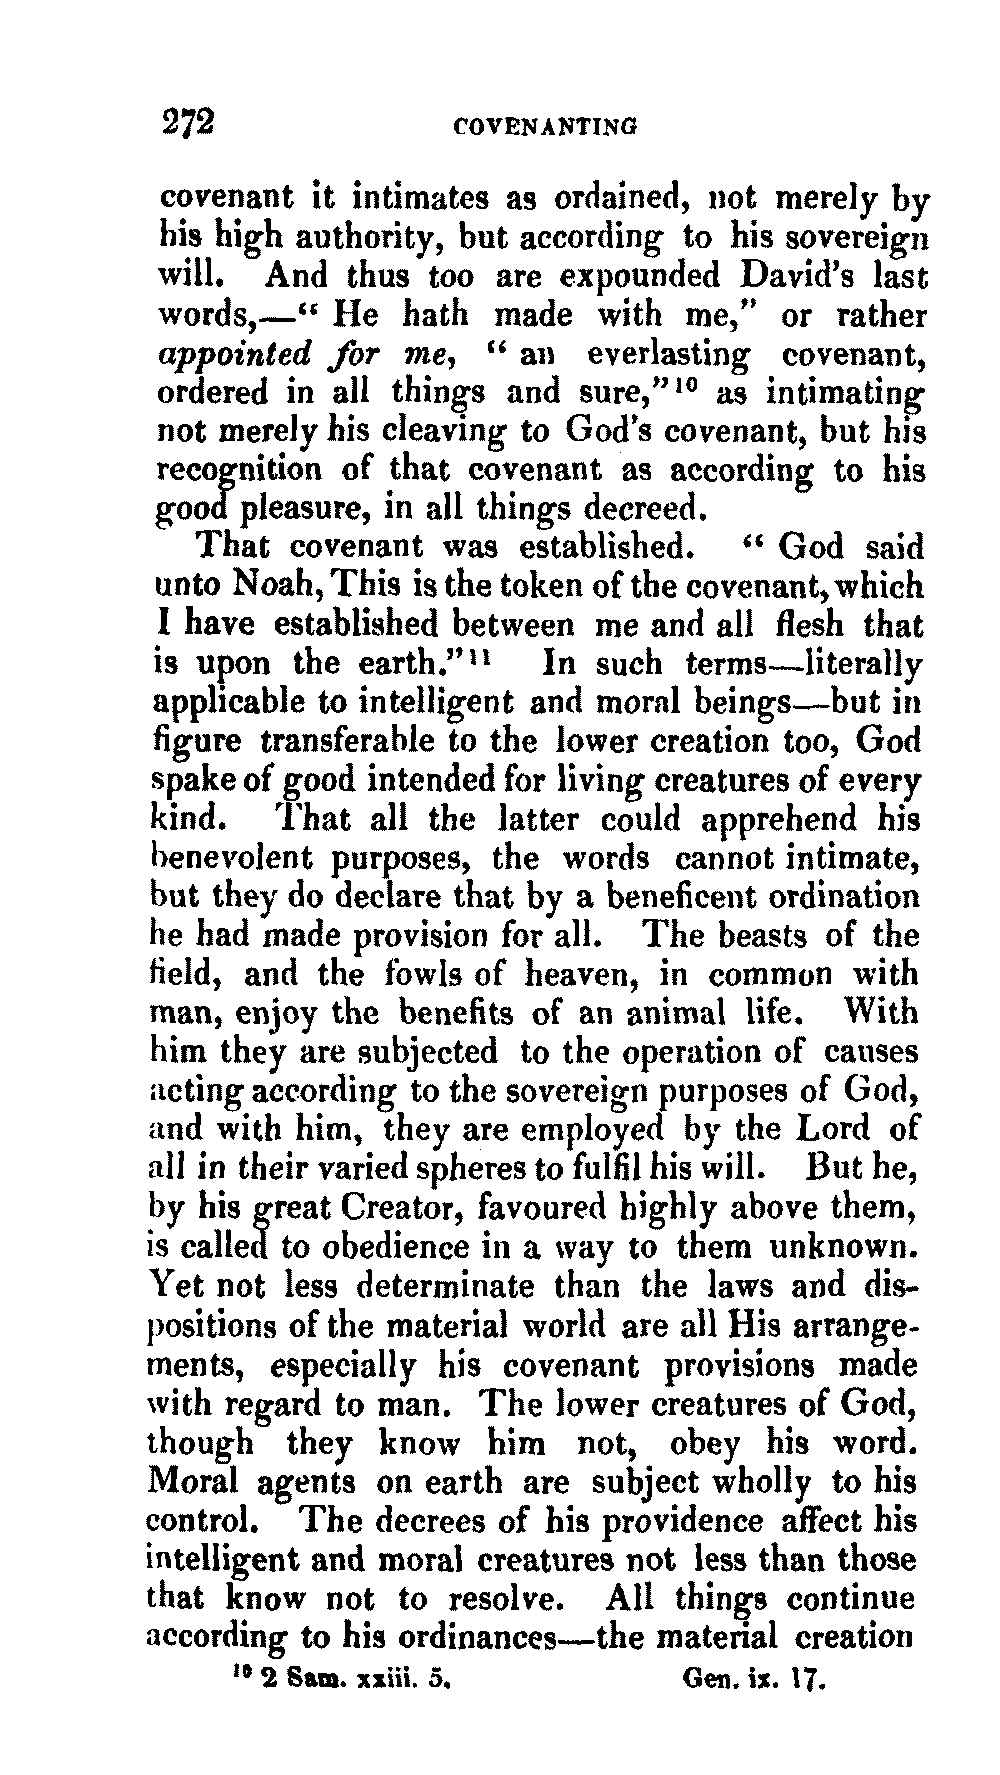 272 COVENANTING
covenant it intimates as ordained, not merely by
his high authority, but according to his sovereign
will. And thus too are expounded David's last
words,—“ He hath made with me,” or rather
appointed for me, “ an everlasting covenant,
ordered in all things and sure,”¹⁰ as intimating
not merely his cleaving to God's covenant, but his
recognition of that covenant as according to his
good pleasure, in all things decreed.
That covenant was established. “ God said
unto Noah, This is the token of the covenant, which
I have established between me and all flesh that
is upon the earth.”¹¹ In such terms—literally
applicable to intelligent and moral beings—but in
figure transferable to the lower creation too, God
spake of good intended for living creatures of every
kind. That all the latter could apprehend his
benevolent purposes, the words cannot intimate,
but they do declare that by a beneficent ordination
he had made provision for all. The beasts of the
field, and the fowls of heaven, in common with
man, enjoy the benefits of an animal life. With
him they are subjected to the operation of causes
acting according to the sovereign purposes of God,
and with him, they are employed by the Lord of
all in their varied spheres to fulfil his will. But he,
by his great Creator, favoured highly above them,
is called to obedience in a way to them unknown.
Yet not less determinate than the laws and dis-
positions of the material world are all His arrange-
ments, especially his covenant provisions made
with regard to man. The lower creatures of God,
though they know him not, obey his word.
Moral agents on earth are subject wholly to his
control. The decrees of his providence affect his
intelligent and moral creatures not less than those
that know not to resolve. All things continue
according to his ordinances—the material creation
¹⁰ 2 Sam. xxiii. 5. Gen. ix. 17.